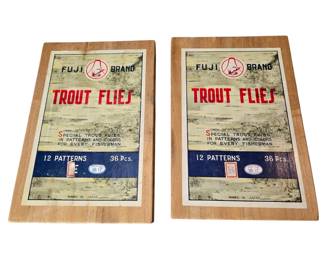 FUJI BRAND
TROUT FLIES
SPECIAL TROUT FLIES
IN PATTERNS AND COLORS
FOR EVERY FISHERMAN
12 PATTERNS 36 Pcs.
FUJI BRAND
TROUT FLIES
SPECIAL TROUT FLIES
IN PATTERNS AND COLORS
FOR EVERY FISHERMAN
12 PATTERNS 36 Pcs.